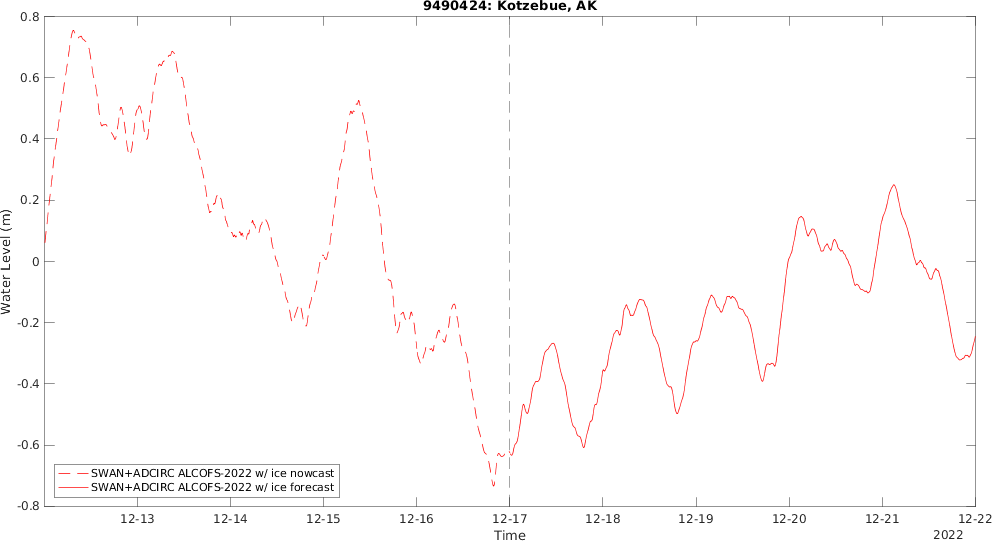 9490424: Kotzebue, AK
0.8
0.6
0.4
0.2
0
-0.2
-0.4
-0.6
-0.8
Water Level (m)
SWAN+ADCIRC ALCOFS-2022 w/ ice nowcast
SWAN+ADCIRC ALCOFS-2022 w/ ice forecast
12-13 12-14 12-15 12-16 12-17 12-18 12-19 12-20 12-21 12-22
Time
2022